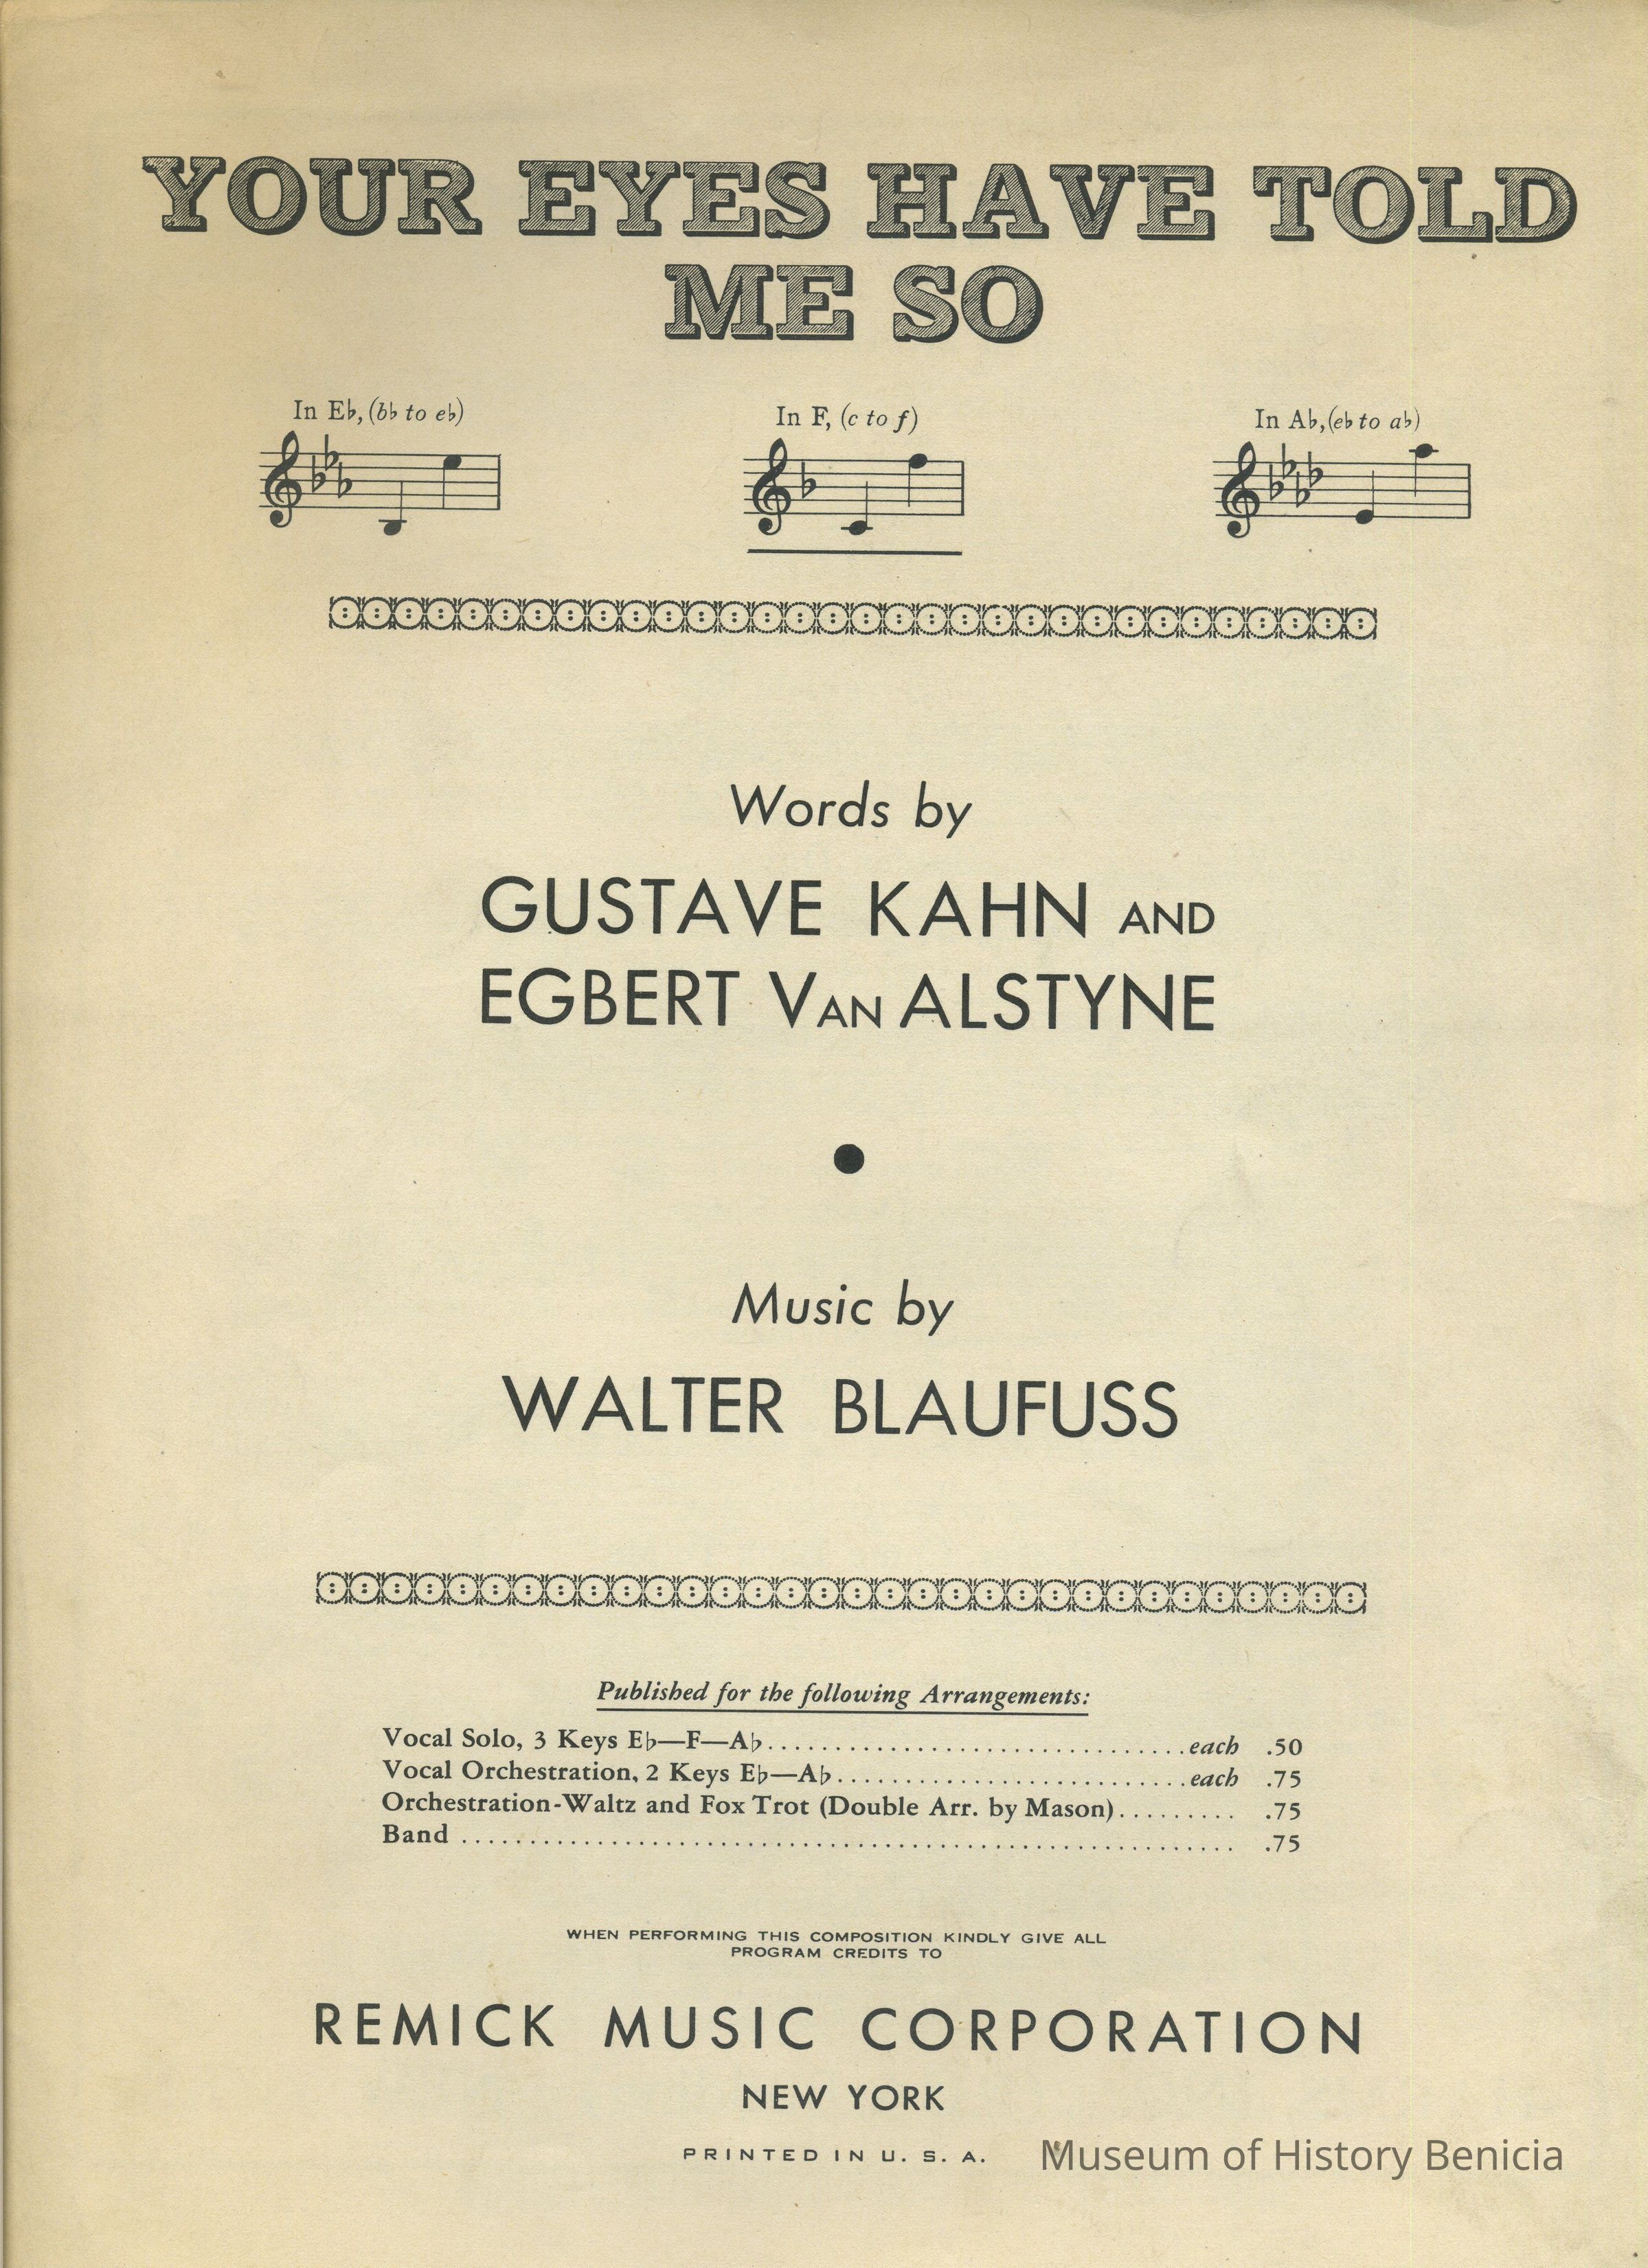 YOUR EYES HAVE TOLD
ME SO
In E♭, (b♭ to e♭)
In F, (c to f)
In A♭, (e♭ to a♭)
Words by
GUSTAVE KAHN AND
EGBERT VAN ALSTYNE
Music by
WALTER BLAUFUSS
Published for the following Arrangements:
Vocal Solo, 3 Keys E♭—F—A♭................................each .50
Vocal Orchestration, 2 Keys E♭—A♭...........................each .75
Orchestration-Waltz and Fox Trot (Double Arr. by Mason)......... .75
Band .......................................................... .75
WHEN PERFORMING THIS COMPOSITION KINDLY GIVE ALL
PROGRAM CREDITS TO
REMICK MUSIC CORPORATION
NEW YORK
PRINTED IN U. S. A.
Museum of History Benicia